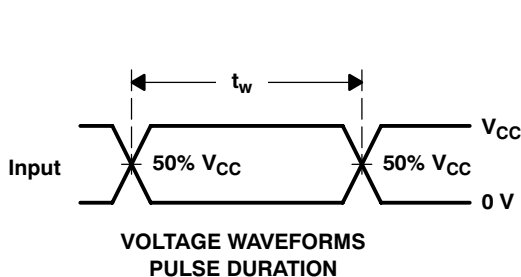 tw
VCC
Input
50% VCC
50% VCC
0 V
VOLTAGE WAVEFORMS
PULSE DURATION